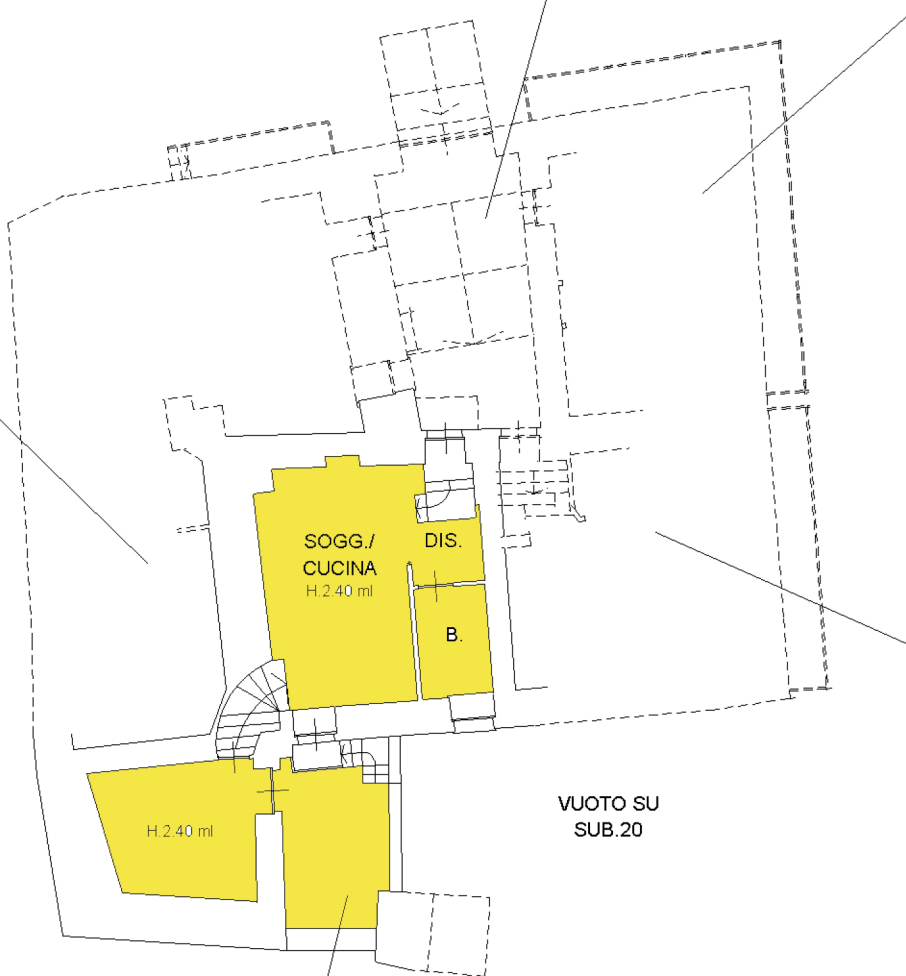 SOGG./
CUCINA
H.2.40 ml
DIS.
B.
H.2.40 ml
VUOTO SU
SUB.20